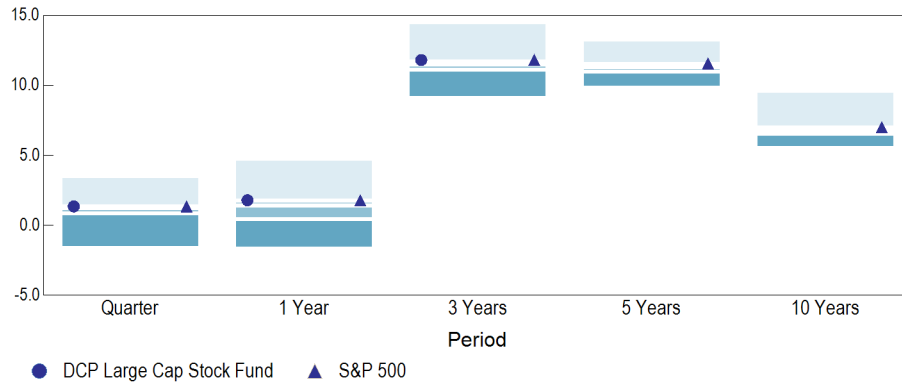 15.0
10.0
5.0
0.0
-5.0
Quarter 1 Year 3 Years 5 Years 10 Years
Period
DCP Large Cap Stock Fund S&P 500